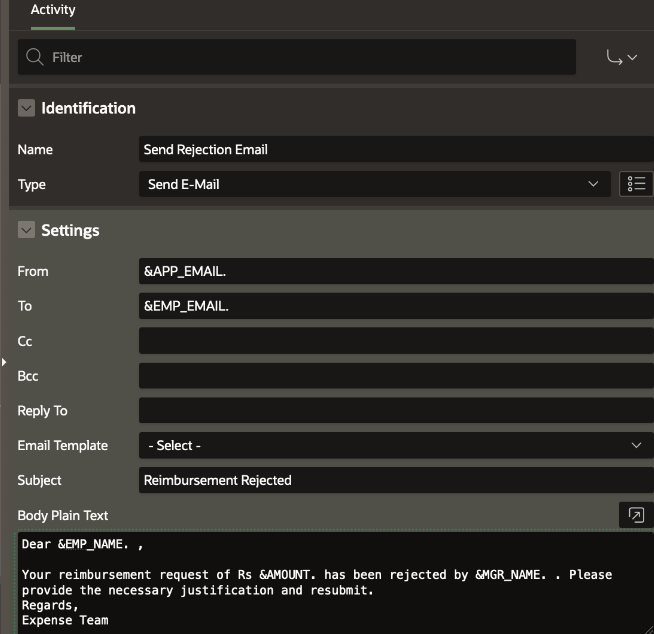 Activity
Filter
Identification
Name Send Rejection Email
Type Send E-Mail
Settings
From &APP_EMAIL.
To &EMP_EMAIL.
Cc
Bcc
Reply To
Email Template - Select -
Subject Reimbursement Rejected
Body Plain Text
Dear &EMP_NAME. ,
Your reimbursement request of Rs &AMOUNT. has been rejected by &MGR_NAME. . Please
provide the necessary justification and resubmit.
Regards,
Expense Team